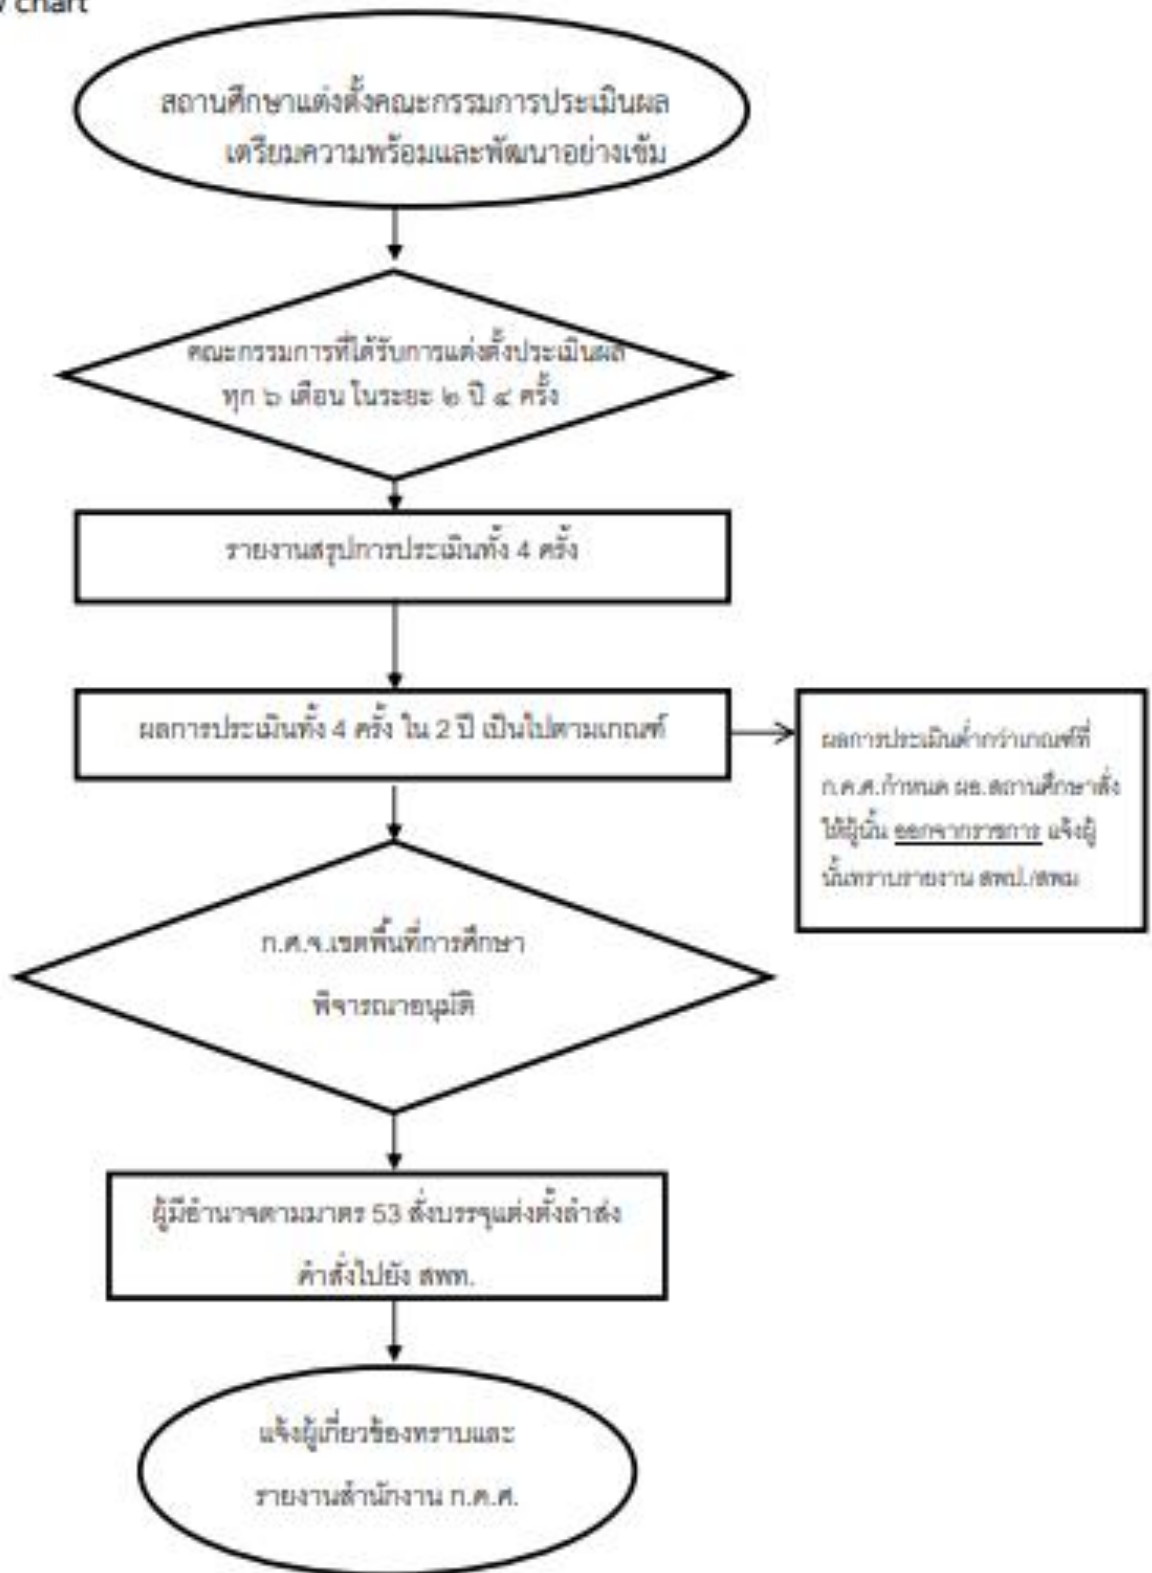 chart
สถานศึกษาแต่งตั้งคณะกรรมการประเมินผล
เตรียมความพร้อมและพัฒนาอย่างเข้ม
คณะกรรมการที่ได้รับการแต่งตั้งประเมินผล
ทุก ๖ เดือน ในระยะ ๒ ปี ๔ ครั้ง
รายงานสรุปการประเมินทั้ง 4 ครั้ง
ผลการประเมินทั้ง 4 ครั้ง ใน 2 ปี เป็นไปตามเกณฑ์
ผลการประเมินต่ำกว่าเกณฑ์ที่
ก.ค.ศ.กำหนด ผอ.สถานศึกษาสั่ง
ให้ผู้นั้น ออกจากราชการ แจ้งผู้
นั้นทราบรายงาน สพป./สพม
ก.ศ.จ.เขตพื้นที่การศึกษา
พิจารณาอนุมัติ
ผู้มีอำนาจตามมาตร 53 สั่งบรรจุแต่งตั้งลำส่ง
คำสั่งไปยัง สพท.
แจ้งผู้เกี่ยวข้องทราบและ
รายงานสำนักงาน ก.ค.ศ.